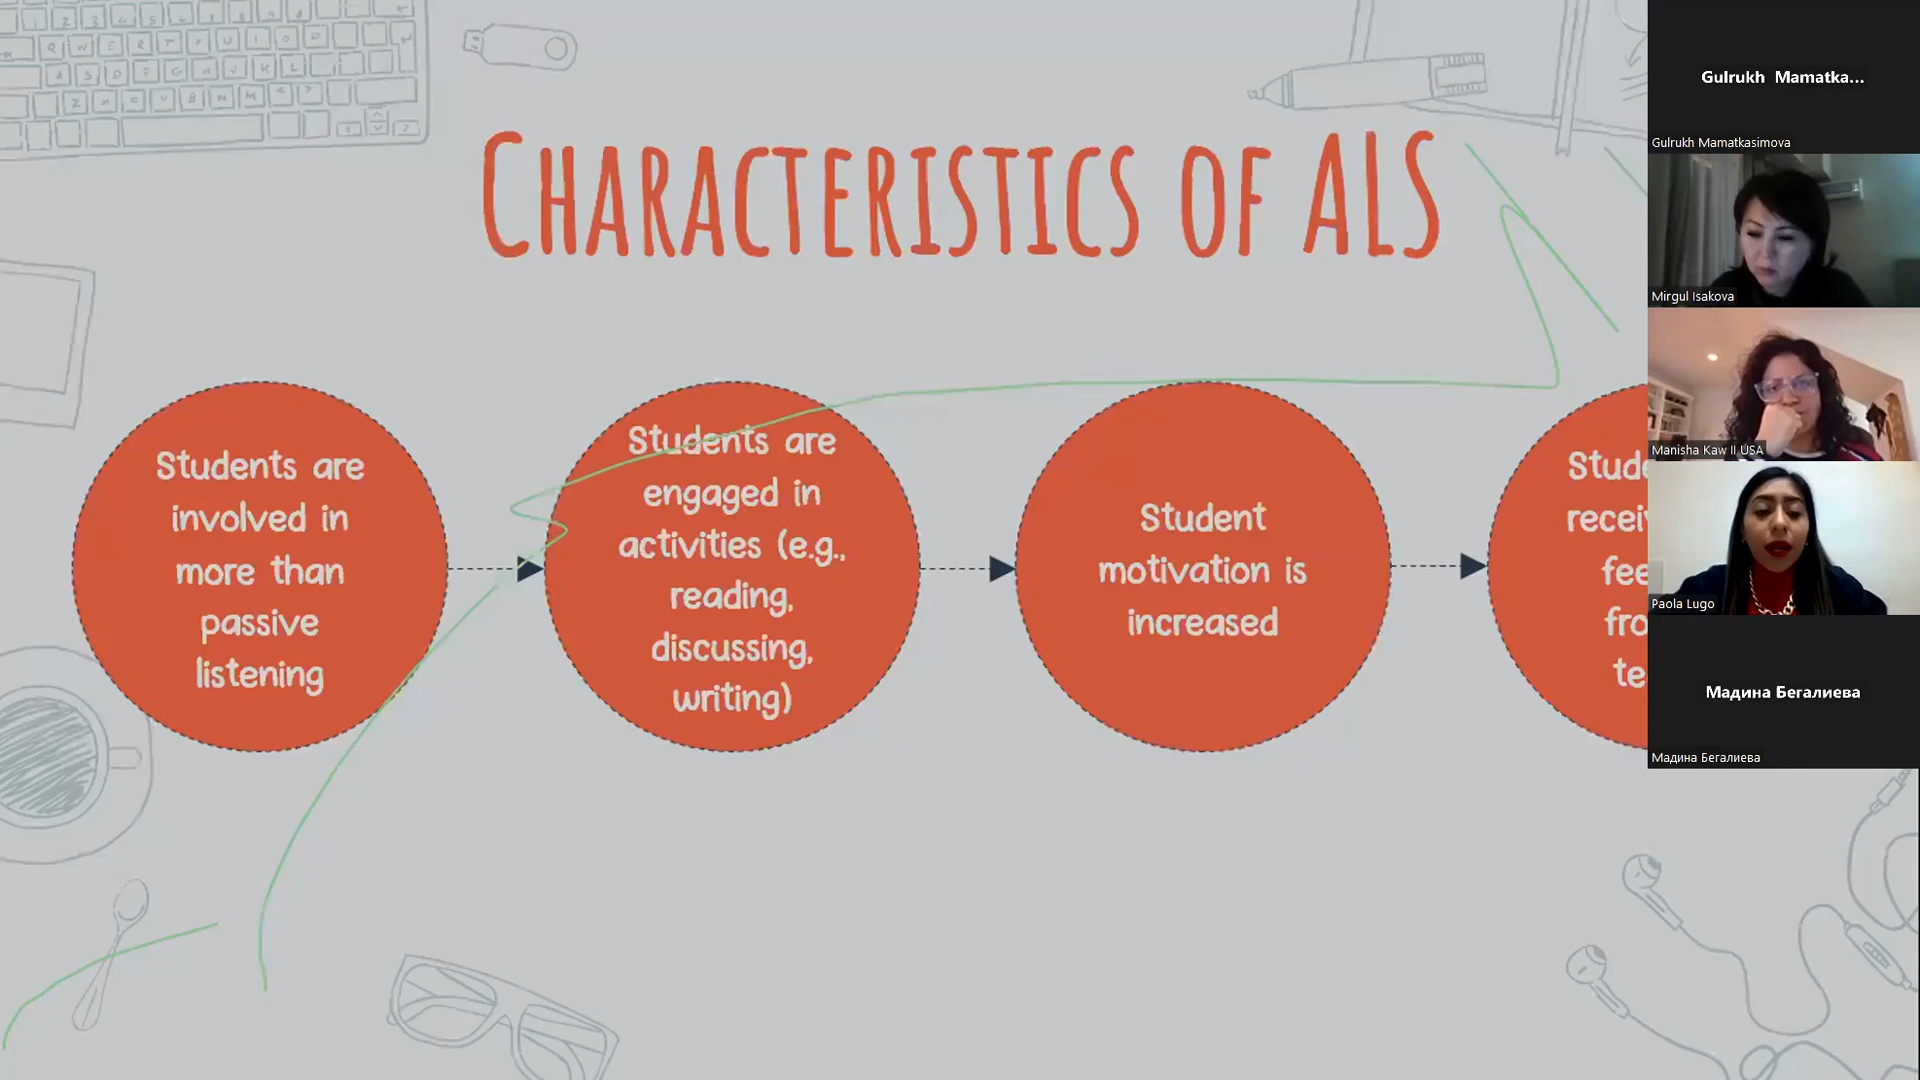 CHARACTERISTICS OF ALS
Students are
involved in
more than
passive
listening
Students are
engaged in
activities (e.g.,
reading,
discussing,
writing)
Student
motivation is
increased
Stude
recei
fee
fro
te
Gulrukh Mamatka...
Gulrukh Mamatkasimova
Mirgul Isakova
Manisha Kaw II USA
Paola Lugo
Мадина Бегалиева
Мадина Бегалиева